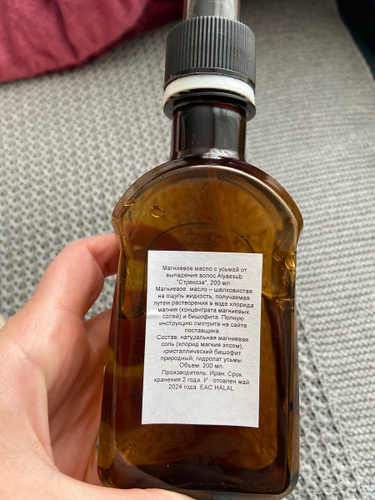 Магниевое масло с усьмой от
выпадения волос Alyaesub
"Стрекоза", 200 мл.
Магниевое масло – шелковистая
на ощупь жидкость, получаемая
путем растворения в воде хлорида
магния (концентрата магниевых
солей) и бишофита. Полную
инструкцию смотрите на сайте
поставщика.
Состав: натуральная магниевая
соль (хлорид магния эпсом),
кристаллический бишофит
природный, гидролат усьмы.
Объем: 200 мл.
Производитель: Иран. Срок
хранения 2 года. И отовлен май
2024 года. EAC HALAL